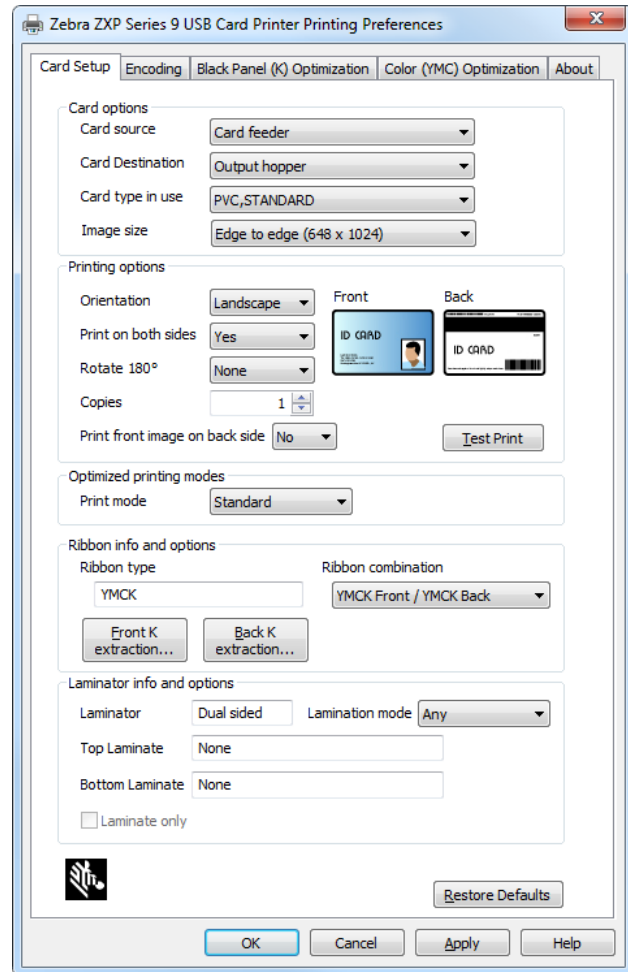 Zebra ZXP Series 9 USB Card Printer Printing Preferences
Card Setup Encoding Black Panel (K) Optimization Color (YMC) Optimization About
Card options
Card source Card feeder
Card Destination Output hopper
Card type in use PVC,STANDARD
Image size Edge to edge (648 x 1024)
Printing options
Orientation Landscape Front Back
Print on both sides Yes ID CARD ID CARD
Rotate 180° None
Copies 1
Print front image on back side No Test Print
Optimized printing modes
Print mode Standard
Ribbon info and options
Ribbon type Ribbon combination
YMCK YMCK Front / YMCK Back
Front K extraction... Back K extraction...
Laminator info and options
Laminator Dual sided Lamination mode Any
Top Laminate None
Bottom Laminate None
Laminate only
Restore Defaults
OK Cancel Apply Help